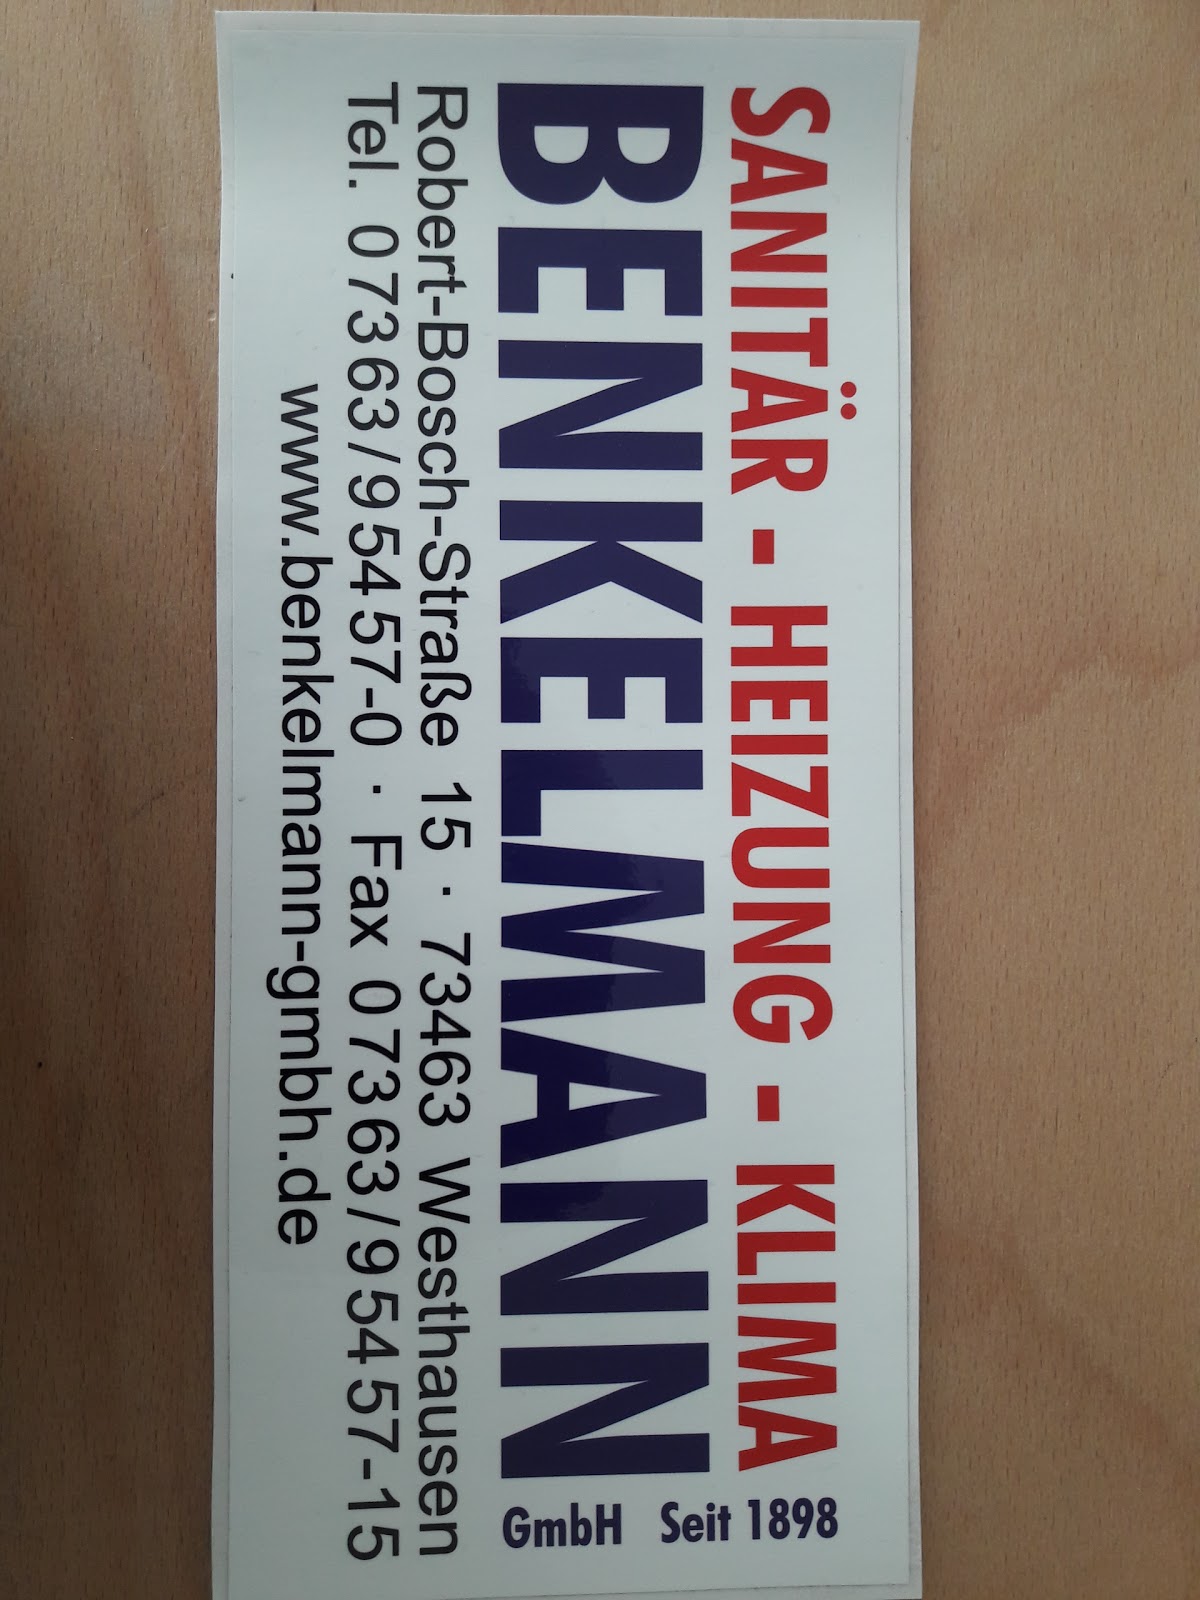 SANITÄR - HEIZUNG - KLIMA
BENKELMANN
GmbH Seit 1898
Robert-Bosch-Straße 15 · 73463 Westhausen
Tel. 07363/95457-0 · Fax 07363/95457-15
www.benkelmann-gmbh.de